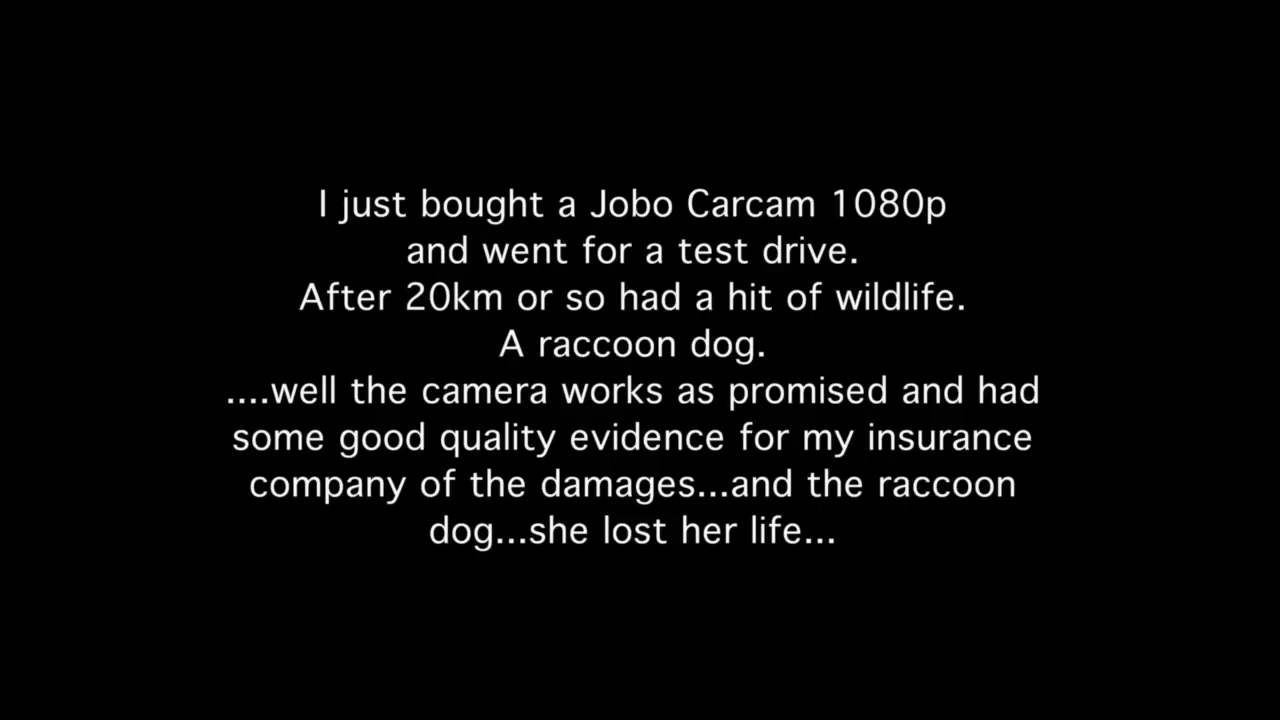 I just bought a Jobo Carcam 1080p
and went for a test drive.
After 20km or so had a hit of wildlife.
A raccoon dog.
....well the camera works as promised and had
some good quality evidence for my insurance
company of the damages...and the raccoon
dog...she lost her life...